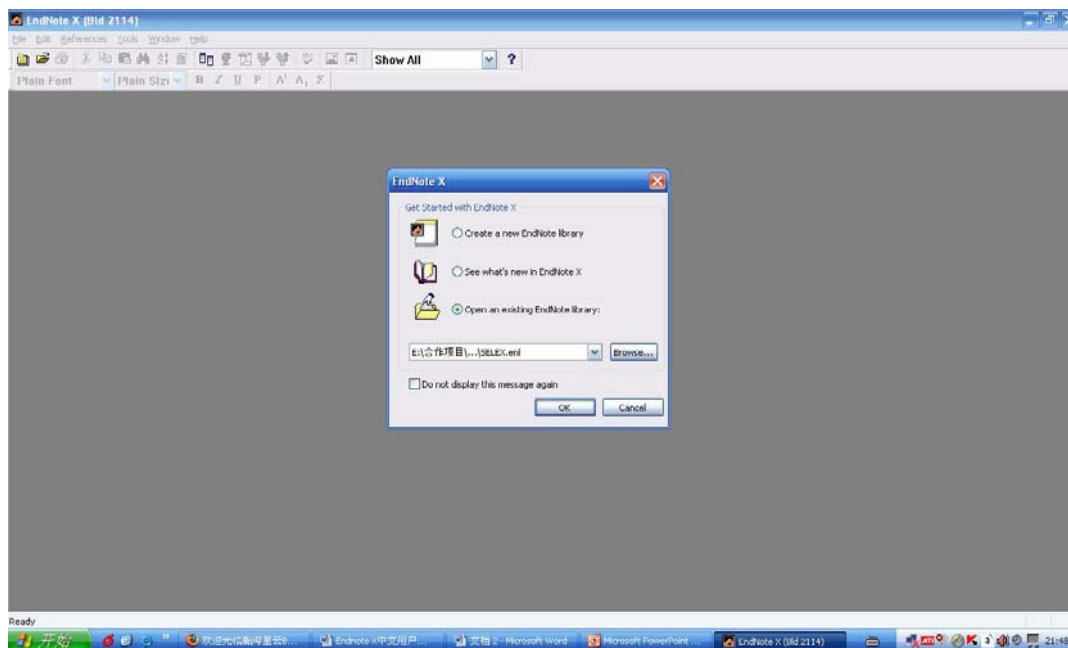 EndNote X (Bld 2114)
File Edit References Tools Window Help
Show All ?
Plain Font Plain Sizi B I U P A¹ A₁ Σ
EndNote X
Get Started with EndNote X
Create a new EndNote library
See what's new in EndNote X
Open an existing EndNote library:
E:\合作项目\...\SELEX.enl Browse...
Do not display this message again
OK Cancel
Ready
开始 Endnote X中文用户... 文档 2 - Microsoft Word Microsoft PowerPoint ... EndNote X (Bld 2114) 21:48